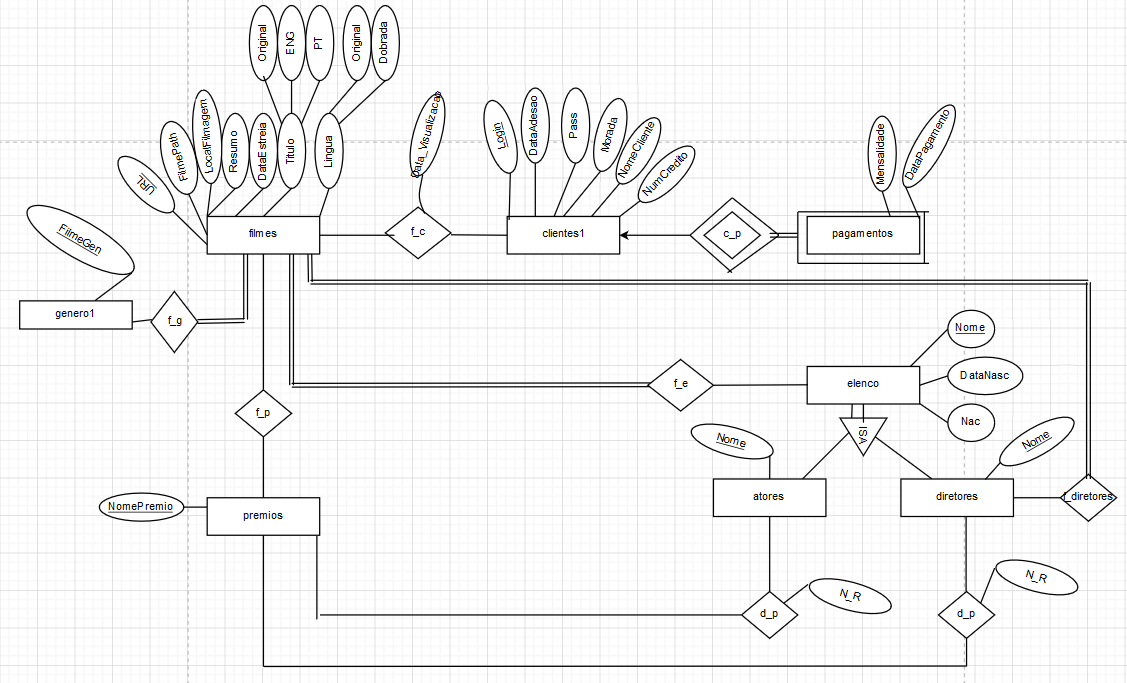 Original
ENG
PT
Original
Dobrada
URL
FilmePath
LocalFilmagem
Resumo
DataEstreia
Titulo
Lingua
Data_Visualizacao
Login
DataAdesao
Pass
Morada
NomeCliente
NumCredito
Mensalidade
DataPagamento
FilmeGen
filmes
f_c
clientes1
c_p
pagamentos
genero1
f_g
Nome
f_e
elenco
DataNasc
f_p
Nac
ISA
Nome
Nome
NomePremio
premios
atores
diretores
f_diretores
N_R
N_R
d_p
d_p